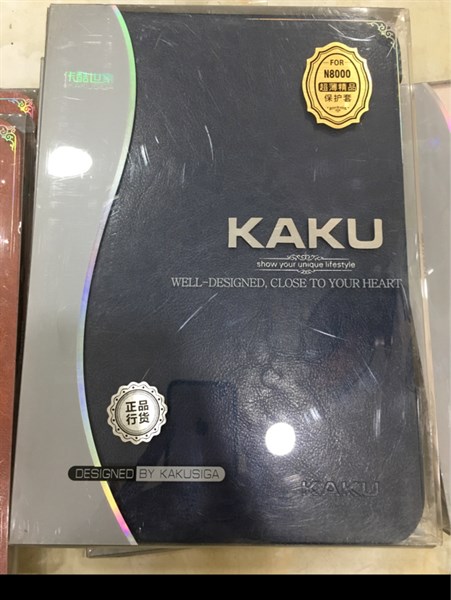 FOR
N8000
超薄精品
保护套
KAKU
show your unique lifestyle
WELL-DESIGNED, CLOSE TO YOUR HEART
正品
行货
DESIGNED BY KAKUSIGA
KAKU